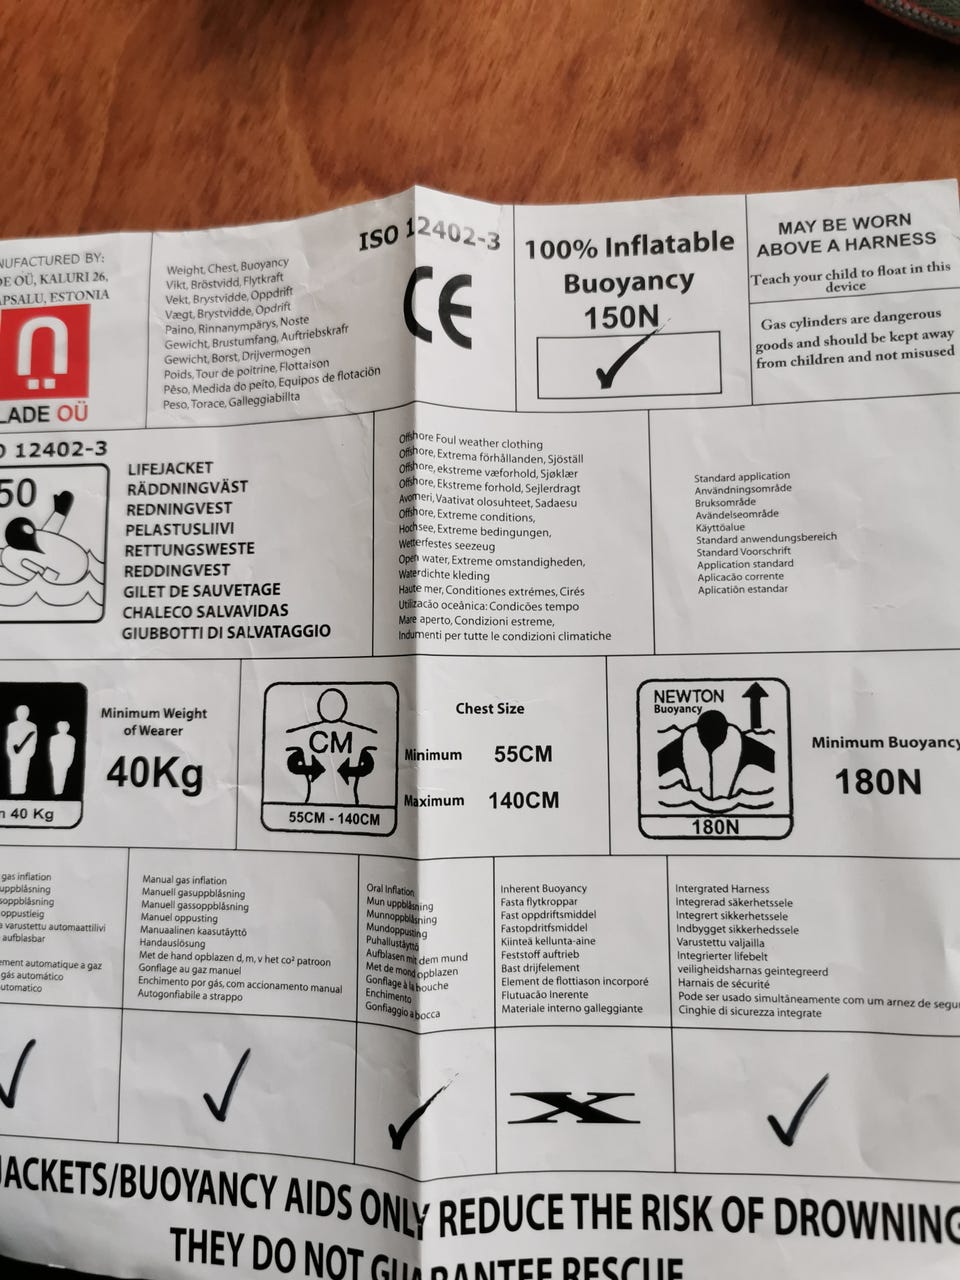 NUFACTURED BY:
DE OÜ, KALURI 26,
APSALU, ESTONIA
LADE OÜ
Weight, Chest, Buoyancy
Vikt, Bröstvidd, Flytkraft
Vekt, Brystvidde, Oppdrift
Vægt, Brystvidde, Opdrift
Paino, Rinnanympärys, Noste
Gewicht, Brustumfang, Auftriebskrafr
Gewicht, Borst, Drijvermogen
Poids, Tour de poitrine, Flottaison
Pêso, Medida do peito, Equipos de flotación
Peso, Torace, Galleggiabillta
ISO 12402-3
CE
100% Inflatable
Buoyancy
150N
MAY BE WORN
ABOVE A HARNESS
Teach your child to float in this
device
Gas cylinders are dangerous
goods and should be kept away
from children and not misused
O 12402-3
50
LIFEJACKET
RÄDDNINGVÄST
REDNINGVEST
PELASTUSLIIVI
RETTUNGSWESTE
REDDINGVEST
GILET DE SAUVETAGE
CHALECO SALVAVIDAS
GIUBBOTTI DI SALVATAGGIO
Offshore Foul weather clothing
Offshore, Extrema förhållanden, Sjöställ
Offshore, ekstreme væforhold, Sjøklær
Offshore, Ekstreme forhold, Sejlerdragt
Avomeri, Vaativat olosuhteet, Sadaesu
Offshore, Extreme conditions,
Hochsee, Extreme bedingungen,
Wetterfestes seezeug
Open water, Extreme omstandigheden,
Waterdichte kleding
Haute mer, Conditiones extrémes, Cirés
Utilizacão oceânica: Condicões tempo
Mare aperto, Condizioni estreme,
Indumenti per tutte le condizioni climatiche
Standard application
Användningsområde
Bruksområde
Avändelseområde
Käyttöalue
Standard anwendungsbereich
Standard Voorschrift
Application standard
Aplicacão corrente
Aplicatiõn estandar
n 40 Kg
Minimum Weight
of Wearer
40Kg
CM
55CM - 140CM
Chest Size
Minimum 55CM
Maximum 140CM
NEWTON
Buoyancy
180N
Minimum Buoyancy
180N
gas inflation
uppblåsning
soppblåsning
oppustieig
a varustettu automaattilivi
aufblasbar
ement automatique a gaz
gás automático
utomatico
Manual gas inflation
Manuell gasuppblåsning
Manuell gassoppblåsning
Manuel oppusting
Manuaalinen kaasutäyttö
Handauslösung
Met de hand opblazen d, m, v het co² patroon
Gonflage au gaz manuel
Enchimento por gás, com accionamento manual
Autogonfiabile a strappo
Oral Inflation
Mun uppblåsning
Munnoppblåsning
Mundoppusting
Puhallustäyttö
Aufblasen mit dem mund
Met de mond opblazen
Gonflage à la bouche
Enchimento
Gonfiaggio a bocca
Inherent Buoyancy
Fasta flytkroppar
Fast oppdriftsmiddel
Fastopdritfsmiddel
Kiinteä kellunta-aine
Feststoff auftrieb
Bast drijfelement
Element de flottiason incorporé
Flutuacão Inerente
Materiale interno galleggiante
Intergrated Harness
Integrerad säkerhetssele
Integrert sikkerhetssele
Indbygget sikkerhedssele
Varustettu valjailla
Integrierter lifebelt
veiligheidsharnas geintegreerd
Harnais de sécurité
Pode ser usado simultâneamente com um arnez de segu
Cinghie di sicurezza integrate
JACKETS/BUOYANCY AIDS ONLY REDUCE THE RISK OF DROWNING
THEY DO NOT GUARANTEE RESCUE